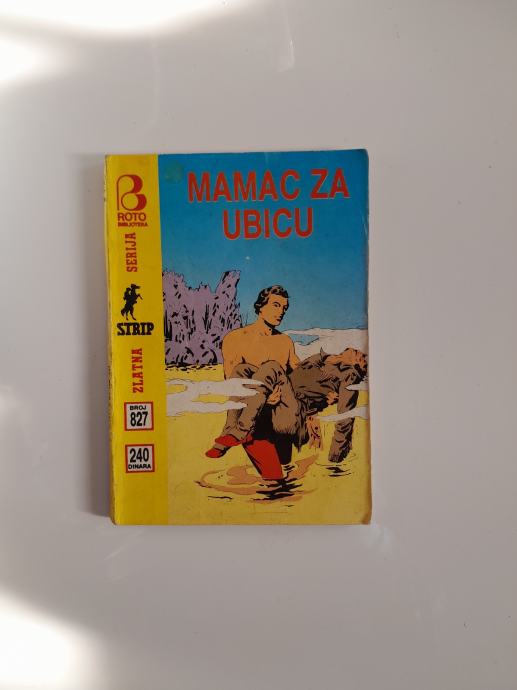 MAMAC ZA
UBICU
ROTO
BIBLIOTEKA
ZLATNA SERIJA
STRIP
BROJ
827
240
DINARA